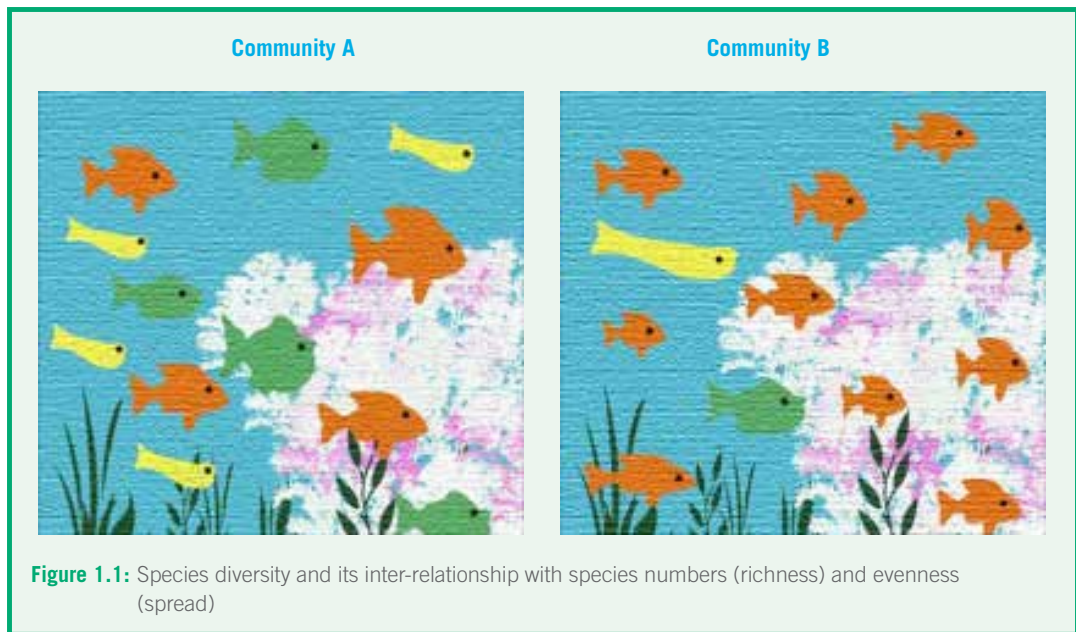 Community A
Community B
Figure 1.1: Species diversity and its inter-relationship with species numbers (richness) and evenness
(spread)